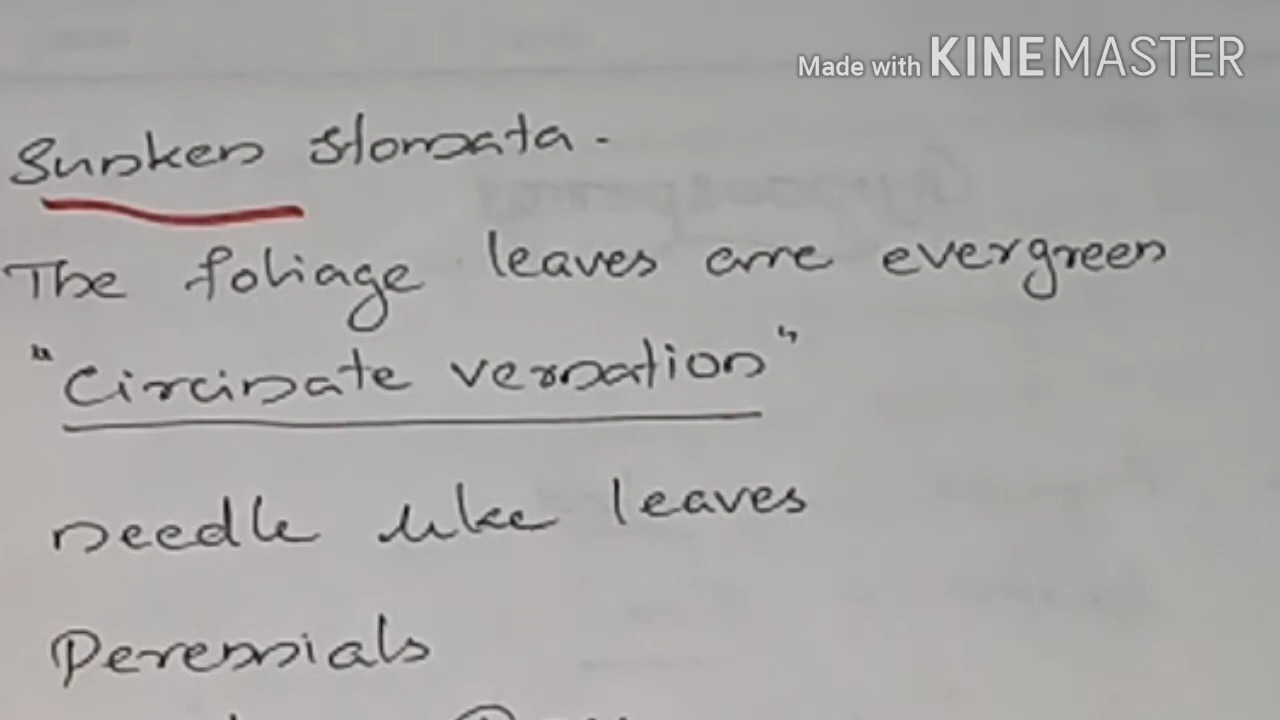 Made with KINEMASTER
Sunken stomata.
The foliage leaves are evergreen
"Circinate vernation"
needle like leaves
Perennials